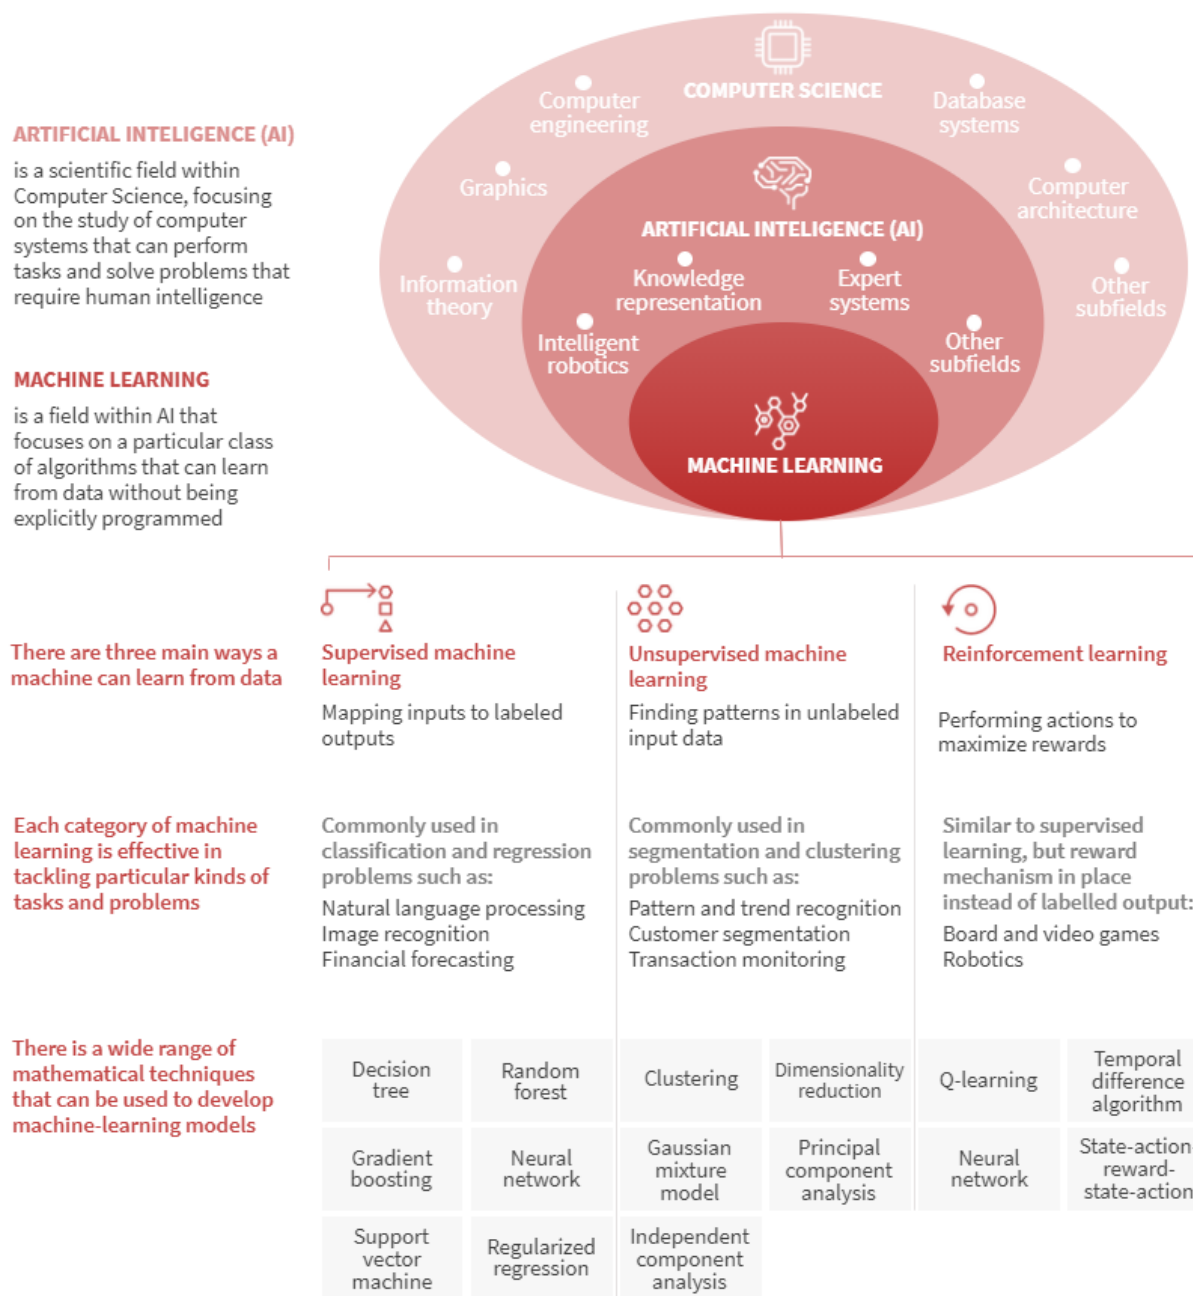 COMPUTER SCIENCE
Computer
engineering
Database
systems
Graphics
Computer
architecture
Information
theory
Other
subfields
ARTIFICIAL INTELIGENCE (AI)
Knowledge
representation
Expert
systems
Intelligent
robotics
Other
subfields
MACHINE LEARNING
ARTIFICIAL INTELIGENCE (AI)
is a scientific field within
Computer Science, focusing
on the study of computer
systems that can perform
tasks and solve problems that
require human intelligence
MACHINE LEARNING
is a field within AI that
focuses on a particular class
of algorithms that can learn
from data without being
explicitly programmed
There are three main ways a
machine can learn from data
Supervised machine
learning
Mapping inputs to labeled
outputs
Unsupervised machine
learning
Finding patterns in unlabeled
input data
Reinforcement learning
Performing actions to
maximize rewards
Each category of machine
learning is effective in
tackling particular kinds of
tasks and problems
Commonly used in
classification and regression
problems such as:
Natural language processing
Image recognition
Financial forecasting
Commonly used in
segmentation and clustering
problems such as:
Pattern and trend recognition
Customer segmentation
Transaction monitoring
Similar to supervised
learning, but reward
mechanism in place
instead of labelled output:
Board and video games
Robotics
There is a wide range of
mathematical techniques
that can be used to develop
machine-learning models
Decision
tree
Random
forest
Clustering
Dimensionality
reduction
Q-learning
Temporal
difference
algorithm
Gradient
boosting
Neural
network
Gaussian
mixture
model
Principal
component
analysis
Neural
network
State-action-
reward-
state-action
Support
vector
machine
Regularized
regression
Independent
component
analysis